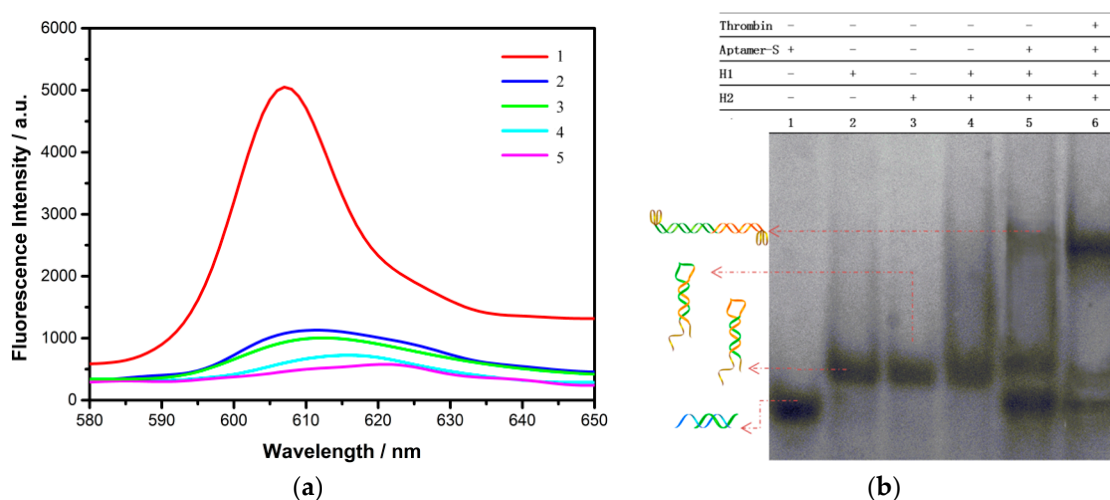 (a)
Fluorescence Intensity / a.u.
6000
5000
4000
3000
2000
1000
0
1
2
3
4
5
580 590 600 610 620 630 640 650
Wavelength / nm
(b)
Thrombin - - - - - +
Aptamer-S + - - - + +
H1 - + - + + +
H2 - - + + + +
1 2 3 4 5 6